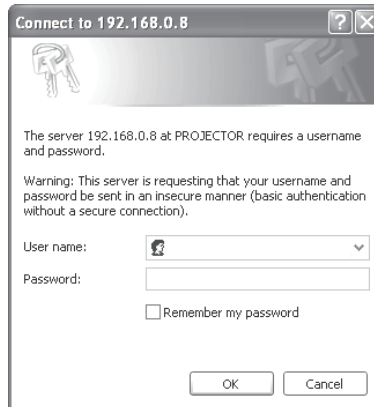 Connect to 192.168.0.8
The server 192.168.0.8 at PROJECTOR requires a username
and password.
Warning: This server is requesting that your username and
password be sent in an insecure manner (basic authentication
without a secure connection).
User name:
Password:
Remember my password
OK
Cancel